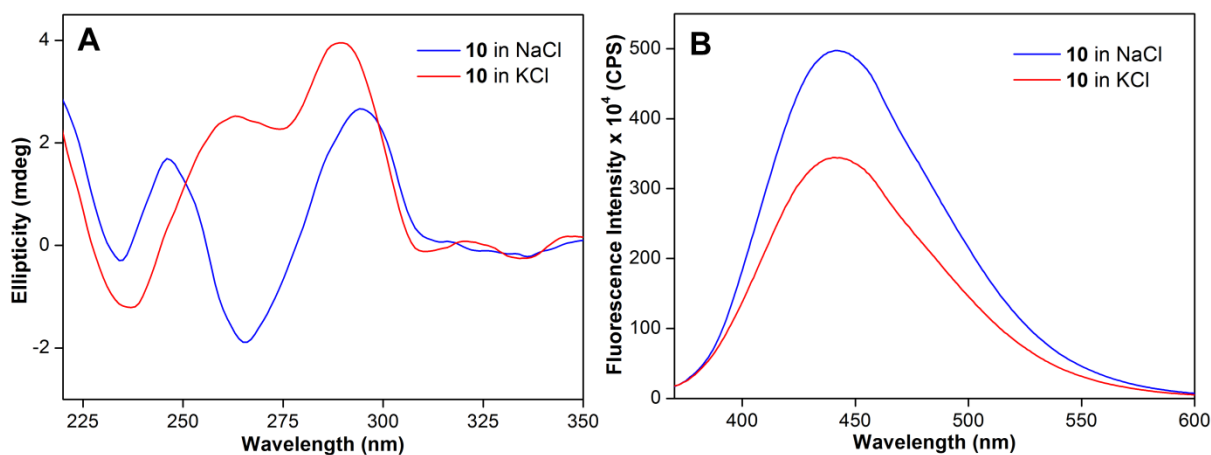 A
10 in NaCl
10 in KCl
Ellipticity (mdeg)
4
2
0
-2
225 250 275 300 325 350
Wavelength (nm)
B
10 in NaCl
10 in KCl
Fluorescence Intensity x 10⁴ (CPS)
500
400
300
200
100
0
400 450 500 550 600
Wavelength (nm)